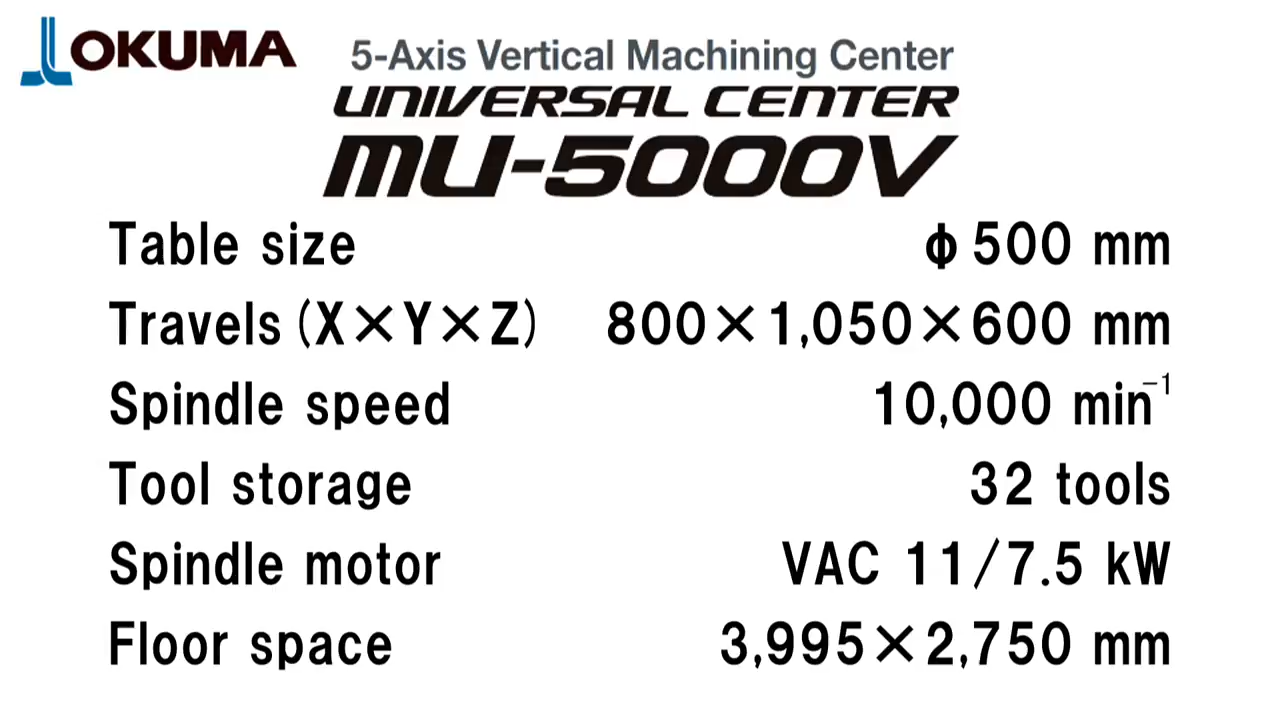 OKUMA
5-Axis Vertical Machining Center
UNIVERSAL CENTER
MU-5000V
Table size φ500 mm
Travels (X×Y×Z) 800×1,050×600 mm
Spindle speed 10,000 min⁻¹
Tool storage 32 tools
Spindle motor VAC 11/7.5 kW
Floor space 3,995×2,750 mm